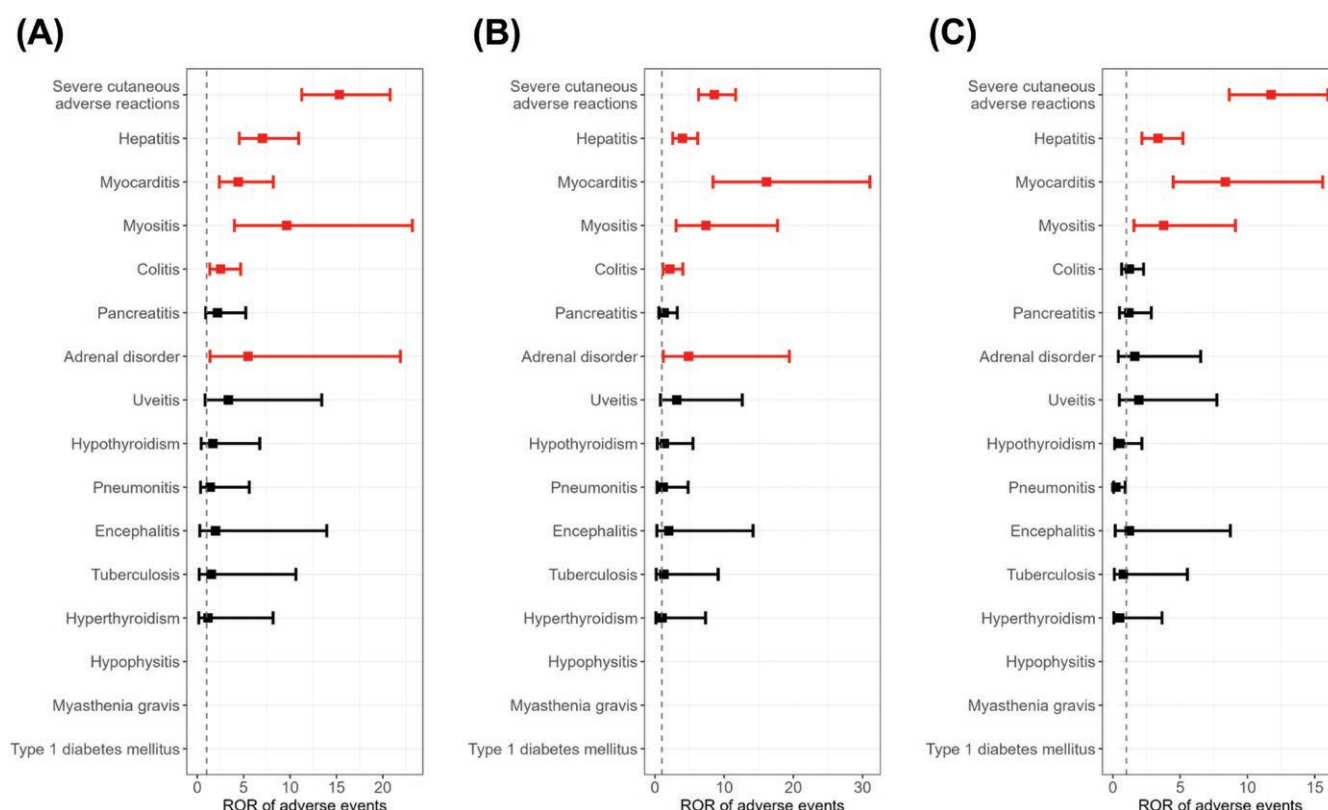 (A)
Severe cutaneous
adverse reactions
Hepatitis
Myocarditis
Myositis
Colitis
Pancreatitis
Adrenal disorder
Uveitis
Hypothyroidism
Pneumonitis
Encephalitis
Tuberculosis
Hyperthyroidism
Hypophysitis
Myasthenia gravis
Type 1 diabetes mellitus
0 5 10 15 20
ROR of adverse events
(B)
Severe cutaneous
adverse reactions
Hepatitis
Myocarditis
Myositis
Colitis
Pancreatitis
Adrenal disorder
Uveitis
Hypothyroidism
Pneumonitis
Encephalitis
Tuberculosis
Hyperthyroidism
Hypophysitis
Myasthenia gravis
Type 1 diabetes mellitus
0 10 20 30
ROR of adverse events
(C)
Severe cutaneous
adverse reactions
Hepatitis
Myocarditis
Myositis
Colitis
Pancreatitis
Adrenal disorder
Uveitis
Hypothyroidism
Pneumonitis
Encephalitis
Tuberculosis
Hyperthyroidism
Hypophysitis
Myasthenia gravis
Type 1 diabetes mellitus
0 5 10 15
ROR of adverse events